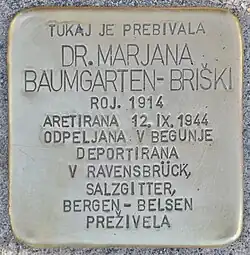 TUKAJ JE PREBIVALA
DR. MARJANA
BAUMGARTEN-BRIŠKI
ROJ. 1914
ARETIRANA 12. IX. 1944
ODPELJANA V BEGUNJE
DEPORTIRANA
V RAVENSBRÜCK,
SALZGITTER,
BERGEN-BELSEN
PREŽIVELA